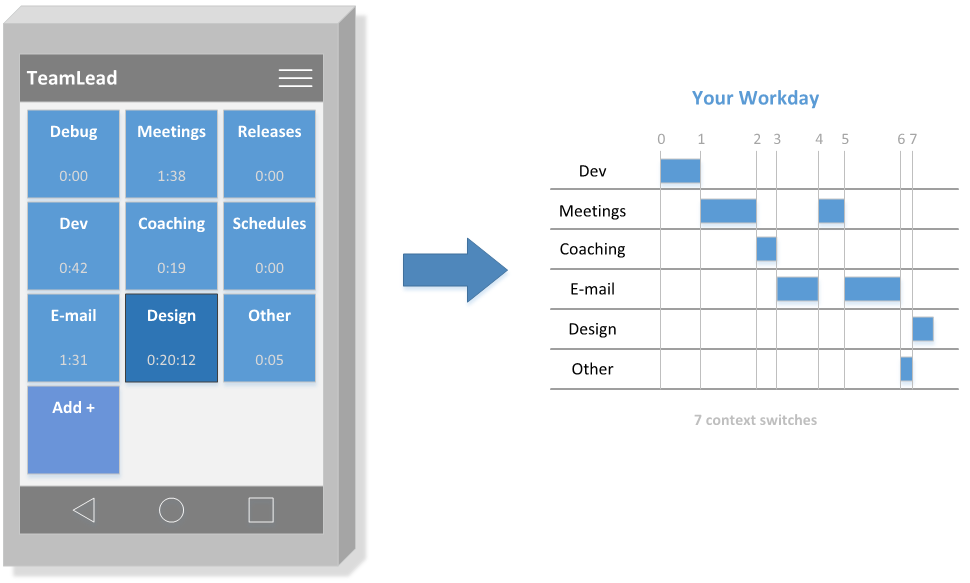 TeamLead
Debug Meetings Releases
0:00 1:38 0:00
Dev Coaching Schedules
0:42 0:19 0:00
E-mail Design Other
1:31 0:20:12 0:05
Add +
Your Workday
0 1 2 3 4 5 6 7
Dev
Meetings
Coaching
E-mail
Design
Other
7 context switches